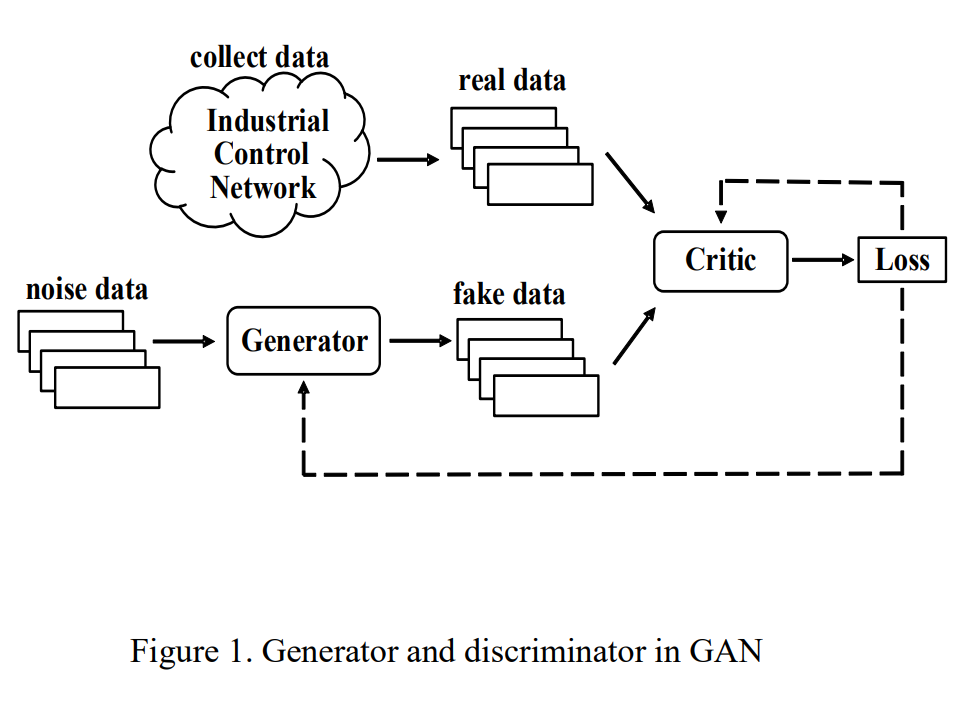 collect data
Industrial
Control
Network
real data
Critic
Loss
noise data
Generator
fake data
Figure 1. Generator and discriminator in GAN